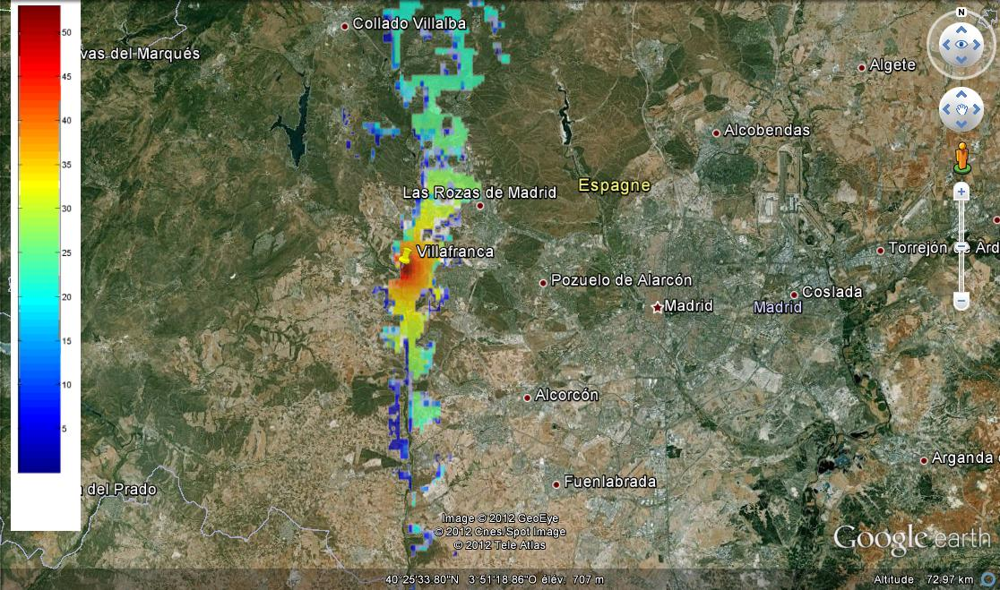 N
50
Collado Villalba
vas del Marqués
Algete
45
40
Alcobendas
35
Espagne
Las Rozas de Madrid
30
Villafranca
Torrejón de Ard
25
Pozuelo de Alarcón
20
Coslada
Madrid
Madrid
15
10
Alcorcón
5
Arganda
Fuenlabrada
del Prado
Image © 2012 GeoEye
© 2012 Cnes/Spot Image
© 2012 Tele Atlas
Google earth
40°25'33.80"N 3°51'18.86"O élév. 707 m
Altitude 72.97 km